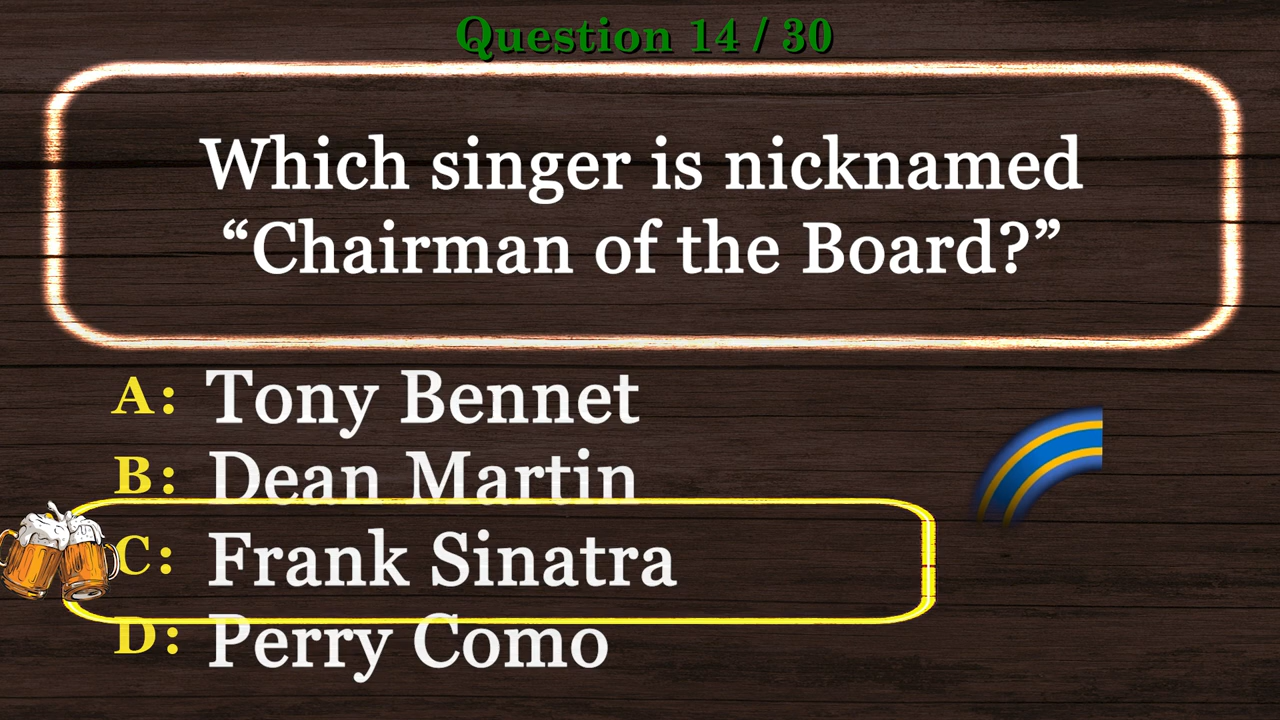 Question 14 / 30
Which singer is nicknamed
“Chairman of the Board?”
A: Tony Bennet
B: Dean Martin
C: Frank Sinatra
D: Perry Como